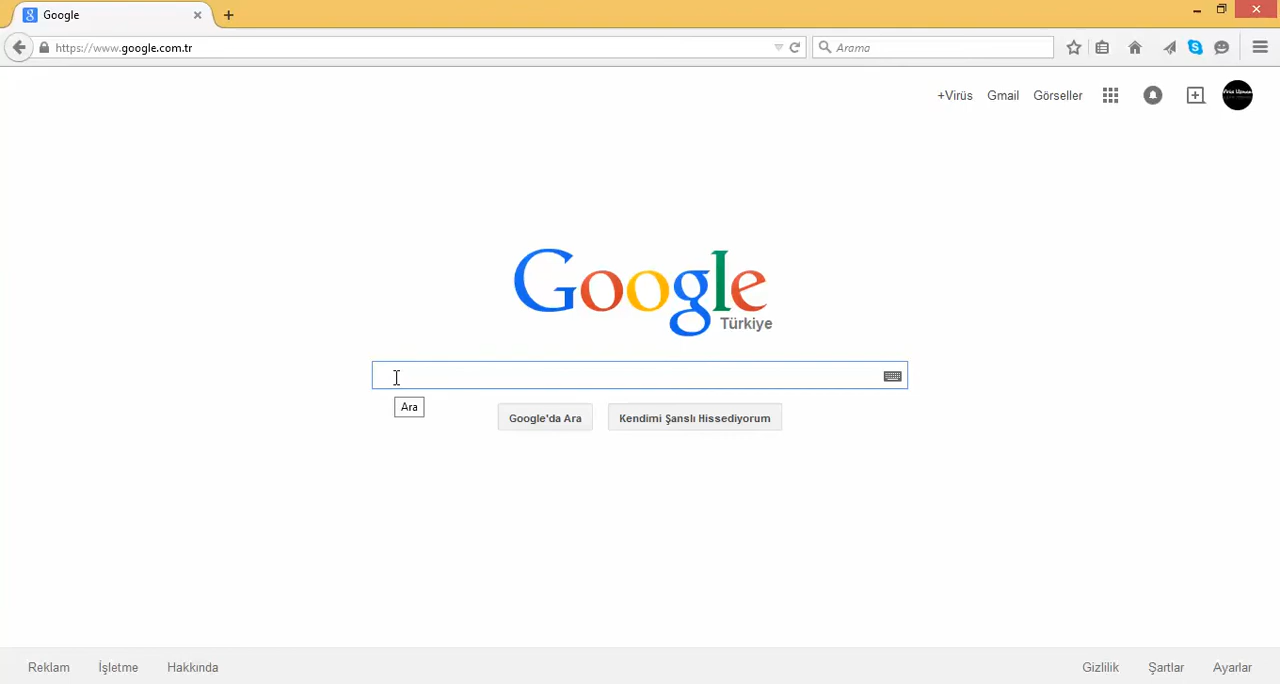 Google
https://www.google.com.tr
Arama
+Virüs Gmail Görseller
Google
Türkiye
Ara
Google'da Ara Kendimi Şanslı Hissediyorum
Reklam İşletme Hakkında Gizlilik Şartlar Ayarlar